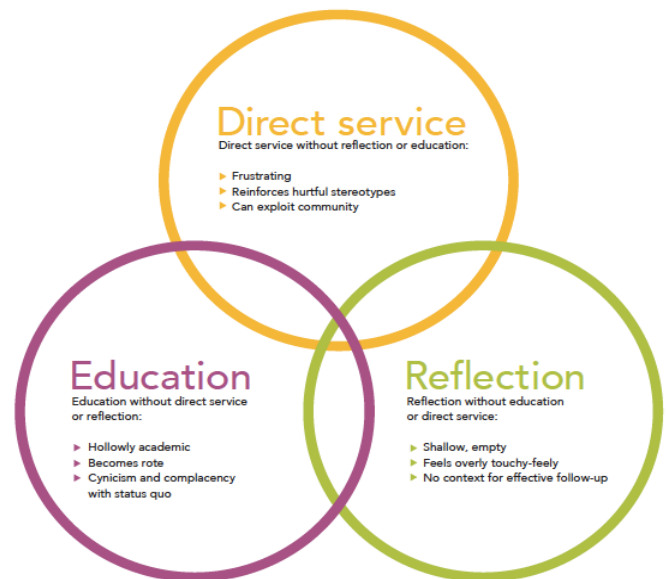 Direct service
Direct service without reflection or education:
▶ Frustrating
▶ Reinforces hurtful stereotypes
▶ Can exploit community
Education
Education without direct service
or reflection:
▶ Hollowly academic
▶ Becomes rote
▶ Cynicism and complacency
with status quo
Reflection
Reflection without education
or direct service:
▶ Shallow, empty
▶ Feels overly touchy-feely
▶ No context for effective follow-up